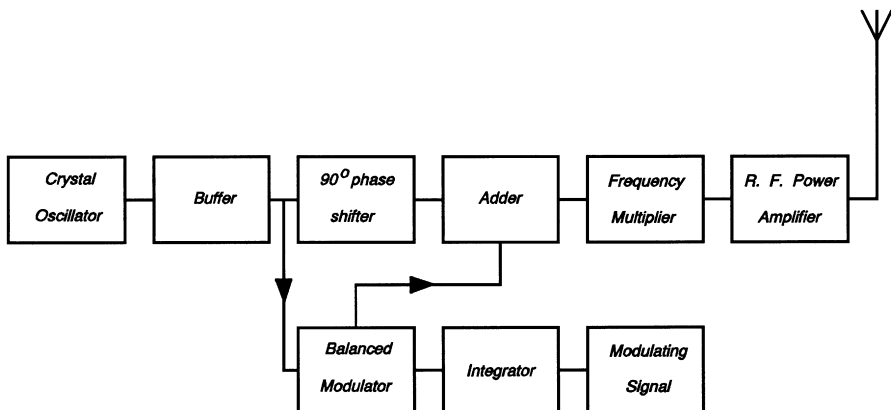 Crystal
Oscillator
Buffer
90° phase
shifter
Adder
Frequency
Multiplier
R. F. Power
Amplifier
Balanced
Modulator
Integrator
Modulating
Signal